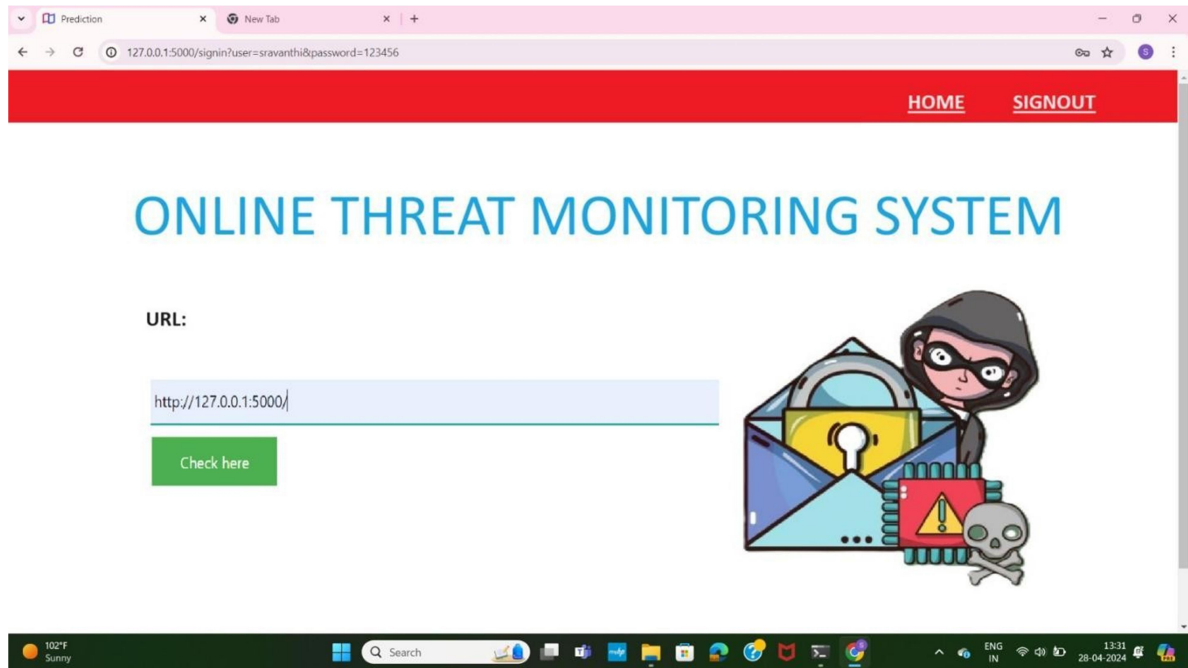 Prediction
New Tab
127.0.0.1:5000/signin?user=sravanthi&password=123456
S
HOME SIGNOUT
ONLINE THREAT MONITORING SYSTEM
URL:
http://127.0.0.1:5000/
Check here
102°F
Sunny
Search
ENG
IN
13:31
28-04-2024